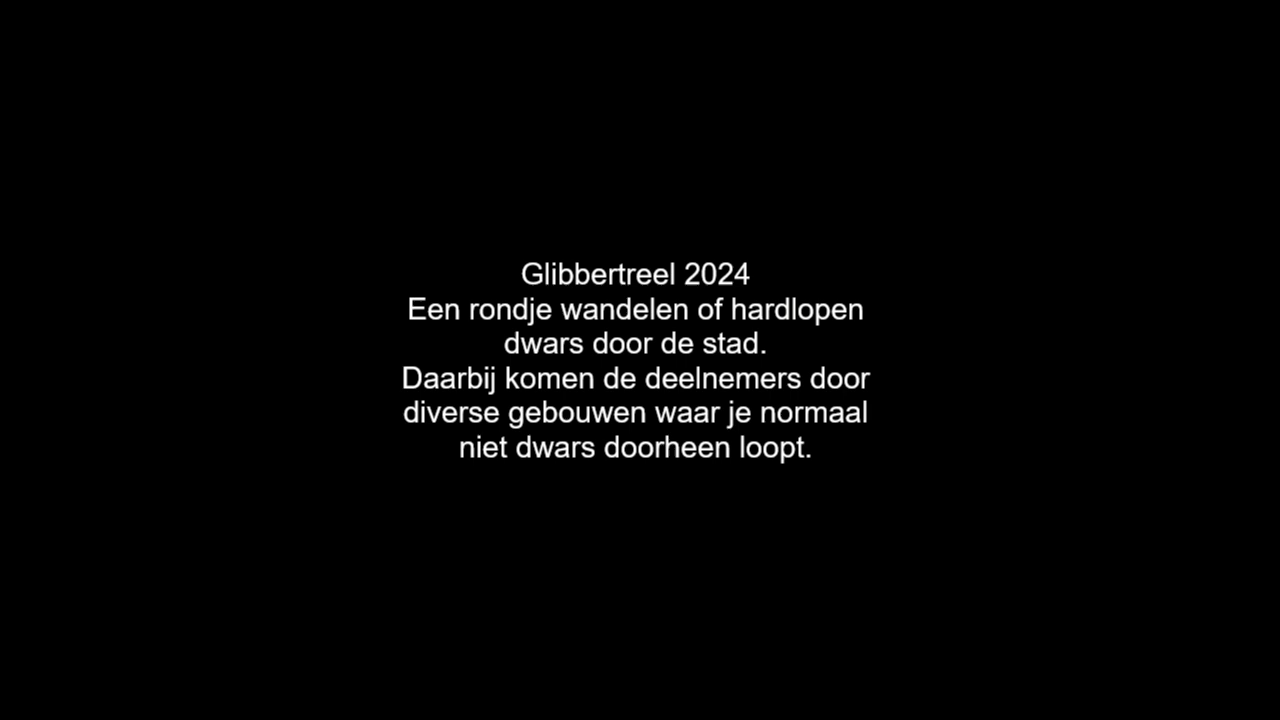 Glibbertreel 2024
Een rondje wandelen of hardlopen
dwars door de stad.
Daarbij komen de deelnemers door
diverse gebouwen waar je normaal
niet dwars doorheen loopt.